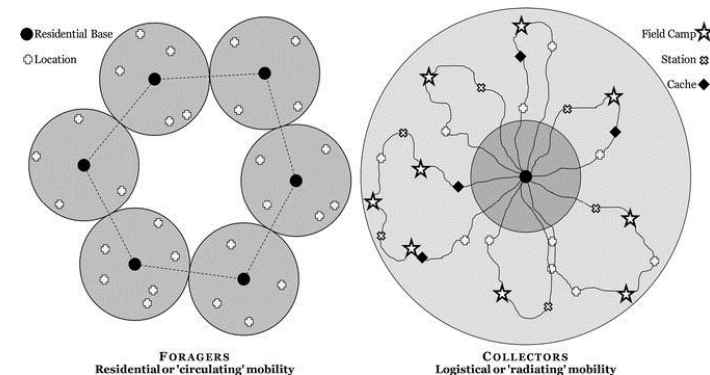 Residential Base
Location
Field Camp
Station
Cache
FORAGERS
Residential or 'circulating' mobility
COLLECTORS
Logistical or 'radiating' mobility